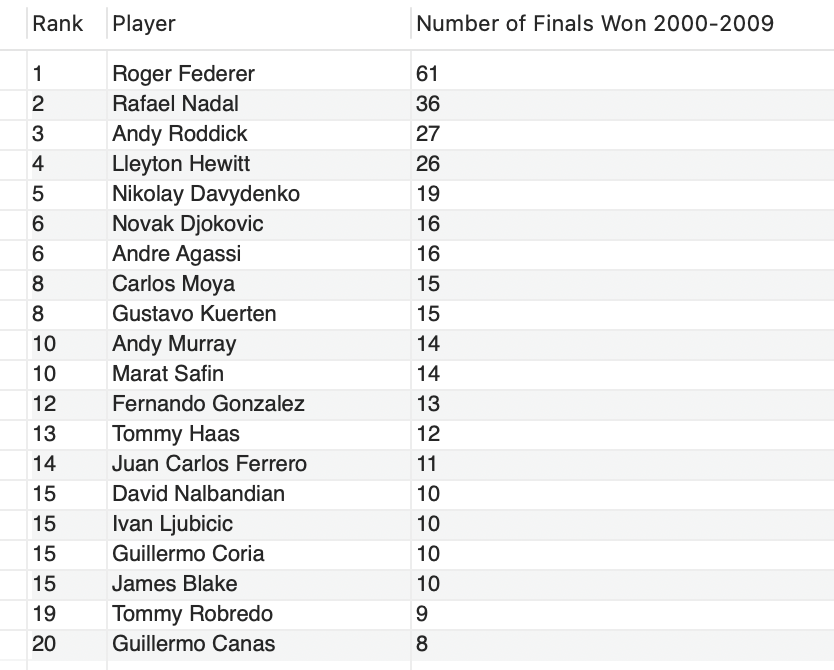 Rank Player Number of Finals Won 2000-2009
1 Roger Federer 61
2 Rafael Nadal 36
3 Andy Roddick 27
4 Lleyton Hewitt 26
5 Nikolay Davydenko 19
6 Novak Djokovic 16
6 Andre Agassi 16
8 Carlos Moya 15
8 Gustavo Kuerten 15
10 Andy Murray 14
10 Marat Safin 14
12 Fernando Gonzalez 13
13 Tommy Haas 12
14 Juan Carlos Ferrero 11
15 David Nalbandian 10
15 Ivan Ljubicic 10
15 Guillermo Coria 10
15 James Blake 10
19 Tommy Robredo 9
20 Guillermo Canas 8